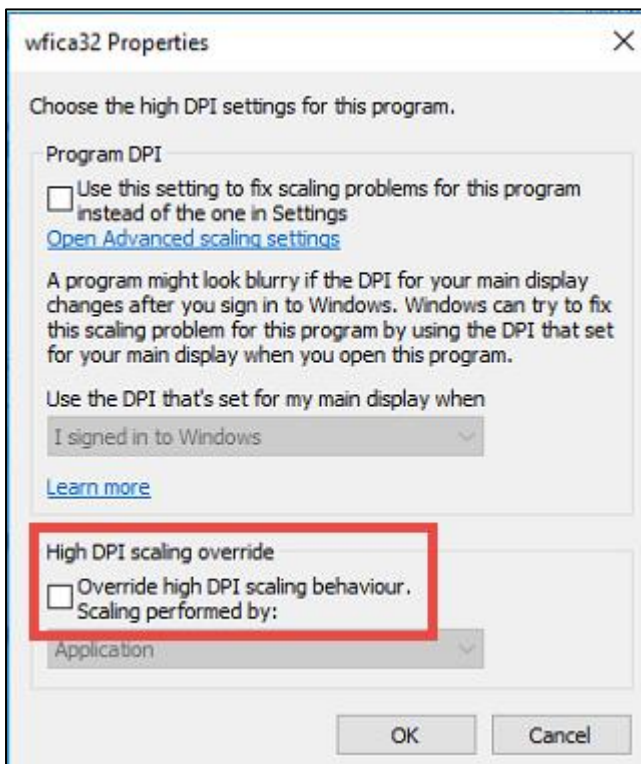 wfica32 Properties
Choose the high DPI settings for this program.
Program DPI
Use this setting to fix scaling problems for this program
instead of the one in Settings
Open Advanced scaling settings
A program might look blurry if the DPI for your main display
changes after you sign in to Windows. Windows can try to fix
this scaling problem for this program by using the DPI that set
for your main display when you open this program.
Use the DPI that's set for my main display when
I signed in to Windows
Learn more
High DPI scaling override
Override high DPI scaling behaviour.
Scaling performed by:
Application
OK
Cancel